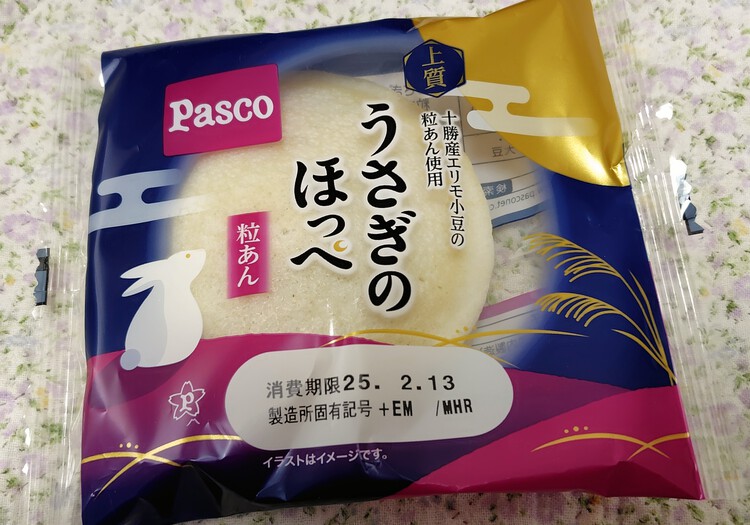 Pasco
上質
十勝産エリモ小豆の
粒あん使用
うさぎの
ほっぺ
粒あん
消費期限25. 2.13
製造所固有記号 +EM /MHR
イラストはイメージです。